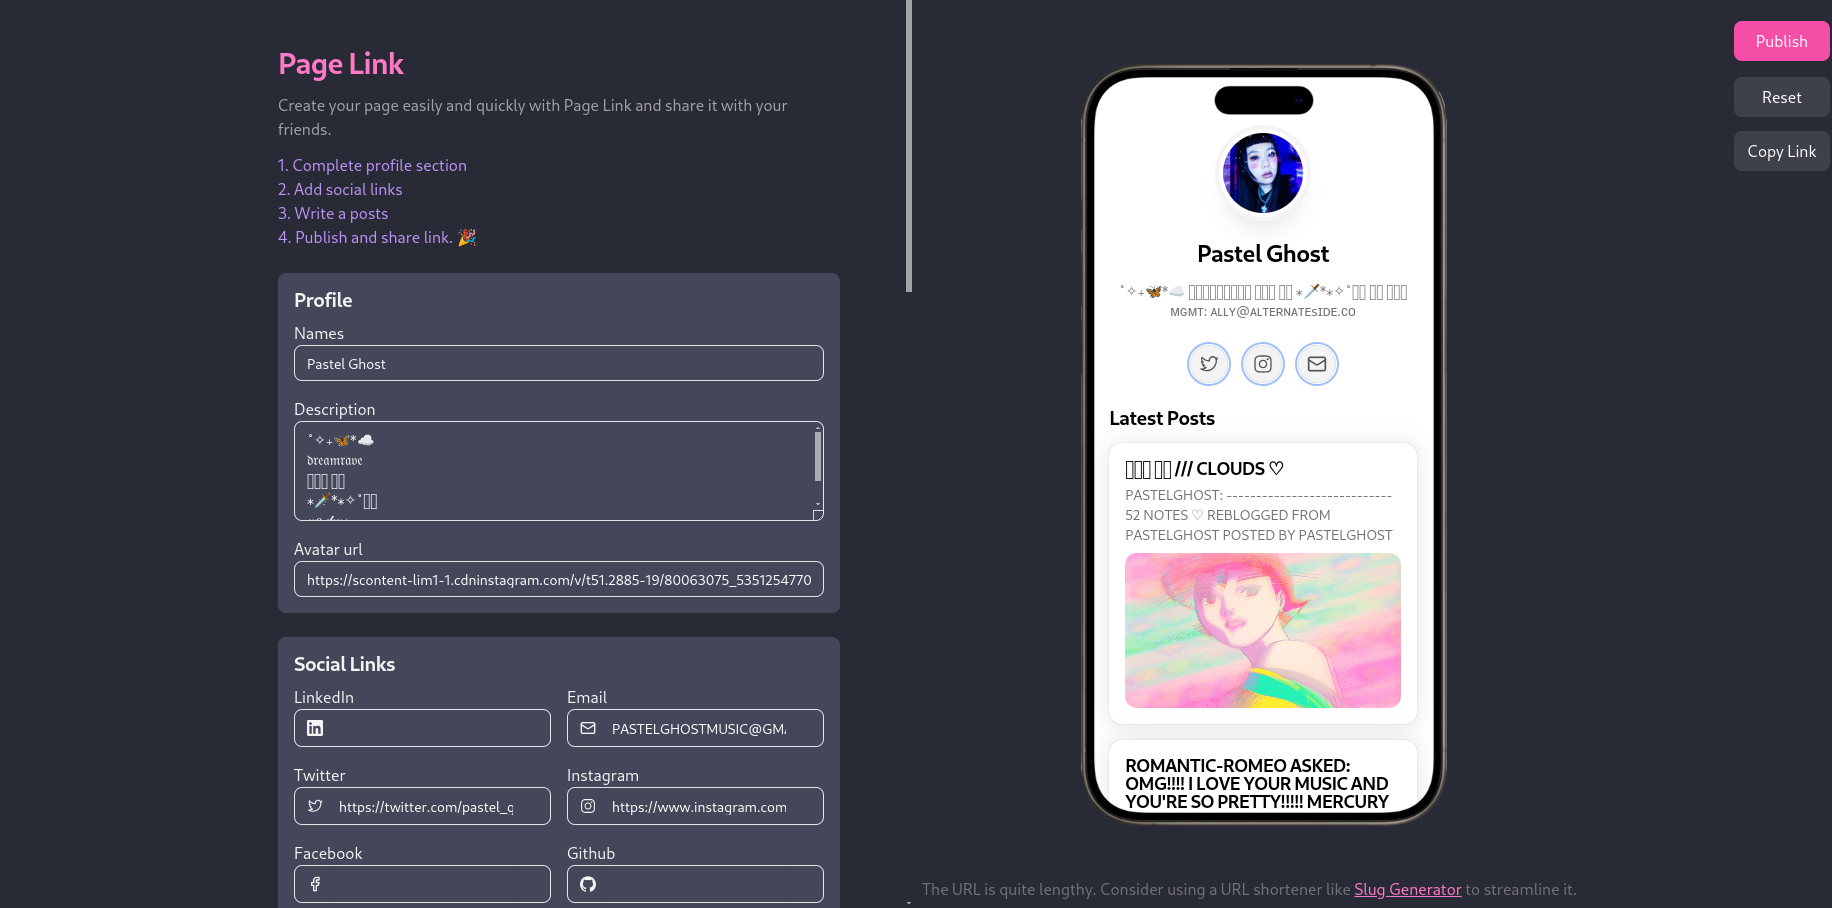 Page Link
Create your page easily and quickly with Page Link and share it with your
friends.
1. Complete profile section
2. Add social links
3. Write a posts
4. Publish and share link. 🎉
Profile
Names
Pastel Ghost
Description
˚✧₊🦋*☁️
𝔡𝔯𝔢𝔞𝔪𝔯𝔞𝔳𝔢
⁎🗡*⁎✧˚
Avatar url
https://scontent-lim1-1.cdninstagram.com/v/t51.2885-19/80063075_5351254770
Social Links
LinkedIn
Email
PASTELGHOSTMUSIC@GM
Twitter
https://twitter.com/pastel_g
Instagram
https://www.instagram.com
Facebook
Github
Pastel Ghost
˚✧₊🦋*☁️ ⁎🗡*⁎✧˚
MGMT: ALLY@ALTERNATESIDE.CO
Latest Posts
/// CLOUDS ♡
PASTELGHOST: ----------------------------
52 NOTES ♡ REBLOGGED FROM
PASTELGHOST POSTED BY PASTELGHOST
ROMANTIC-ROMEO ASKED:
OMG!!!! I LOVE YOUR MUSIC AND
YOU'RE SO PRETTY!!!!! MERCURY
Publish
Reset
Copy Link
The URL is quite lengthy. Consider using a URL shortener like Slug Generator to streamline it.